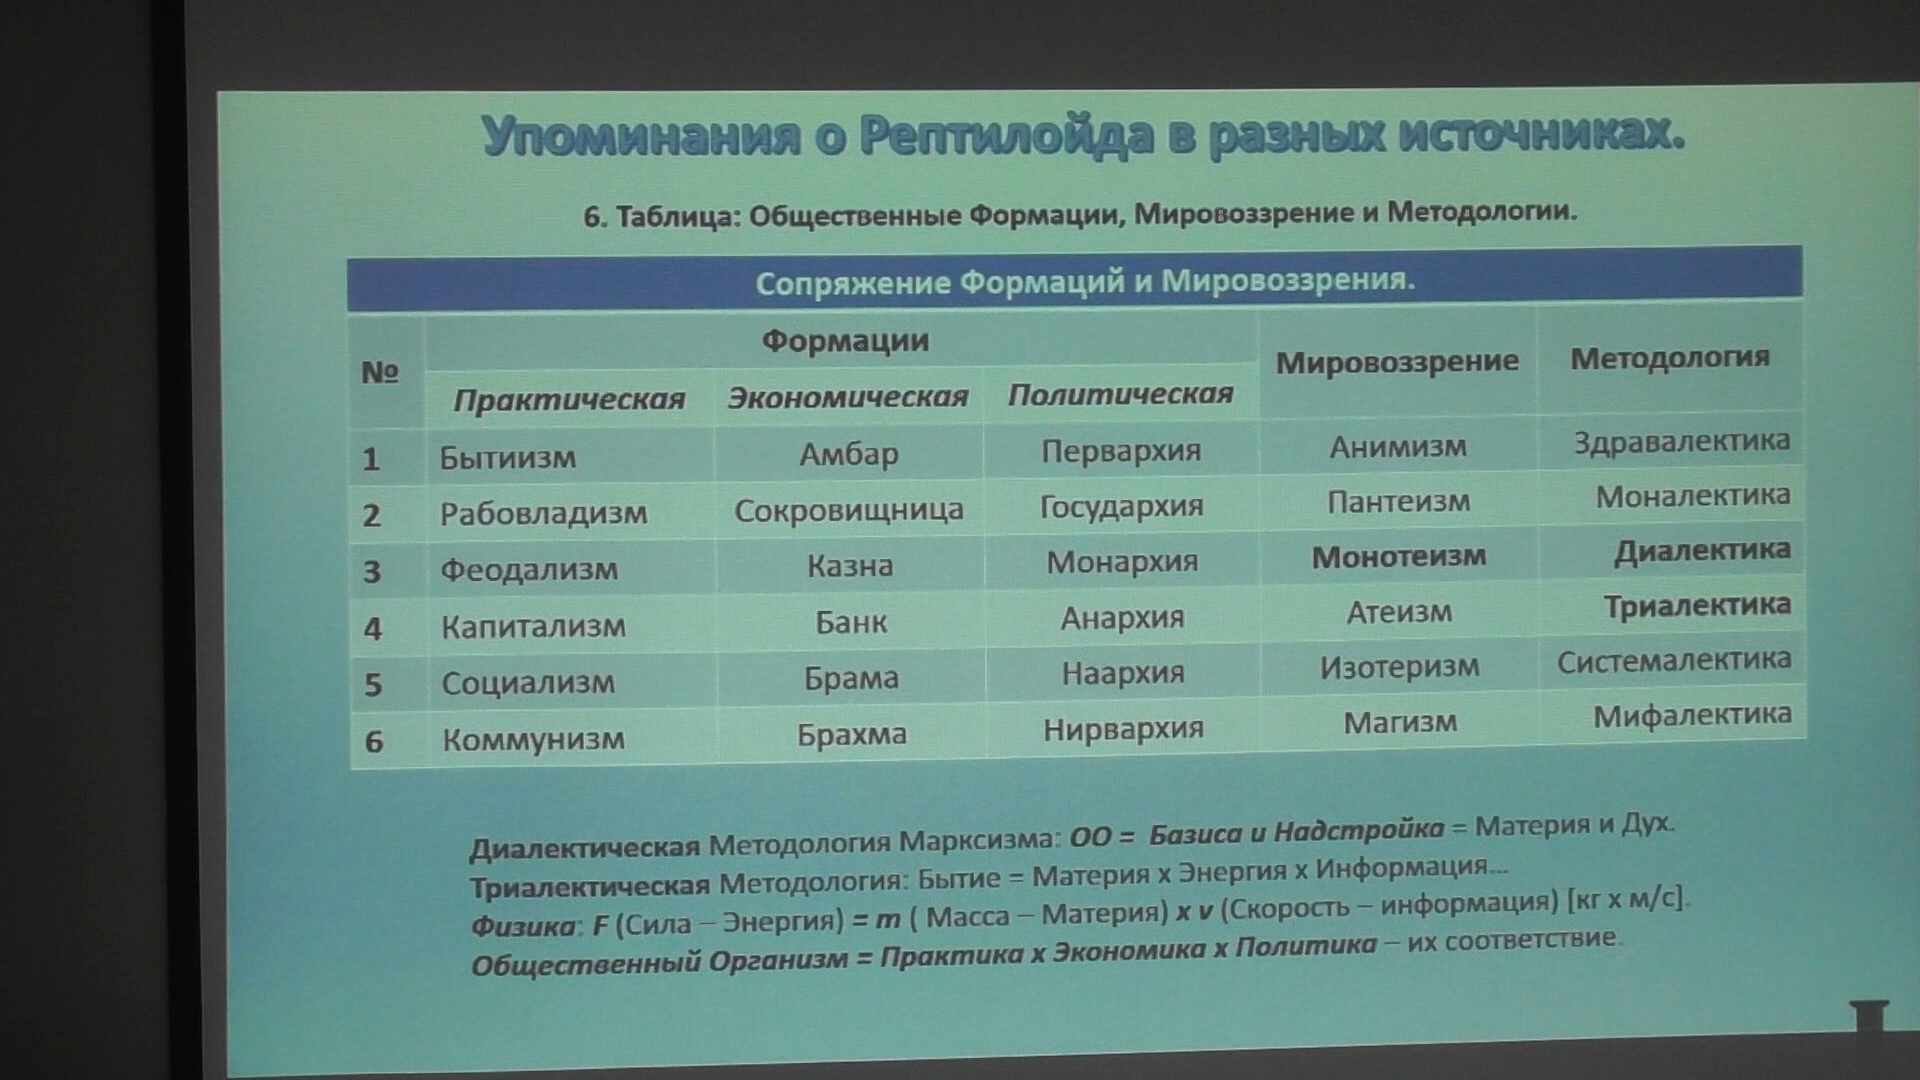 Упоминания о Рептилойда в разных источниках.
6. Таблица: Общественные Формации, Мировоззрение и Методологии.
Сопряжение Формаций и Мировоззрения.
№ Формации Мировоззрение Методология
Практическая Экономическая Политическая
1 Бытиизм Амбар Первархия Анимизм Здравалектика
2 Рабовладизм Сокровищница Государхия Пантеизм Моналектика
3 Феодализм Казна Монархия Монотеизм Диалектика
4 Капитализм Банк Анархия Атеизм Триалектика
5 Социализм Брама Наархия Изотеризм Системалектика
6 Коммунизм Брахма Нирвархия Магизм Мифалектика
Диалектическая Методология Марксизма: ОО = Базиса и Надстройка = Материя и Дух.
Триалектическая Методология: Бытие = Материя х Энергия х Информация...
Физика: F (Сила – Энергия) = m ( Масса – Материя) x v (Скорость – информация) [кг х м/с].
Общественный Организм = Практика х Экономика х Политика – их соответствие.